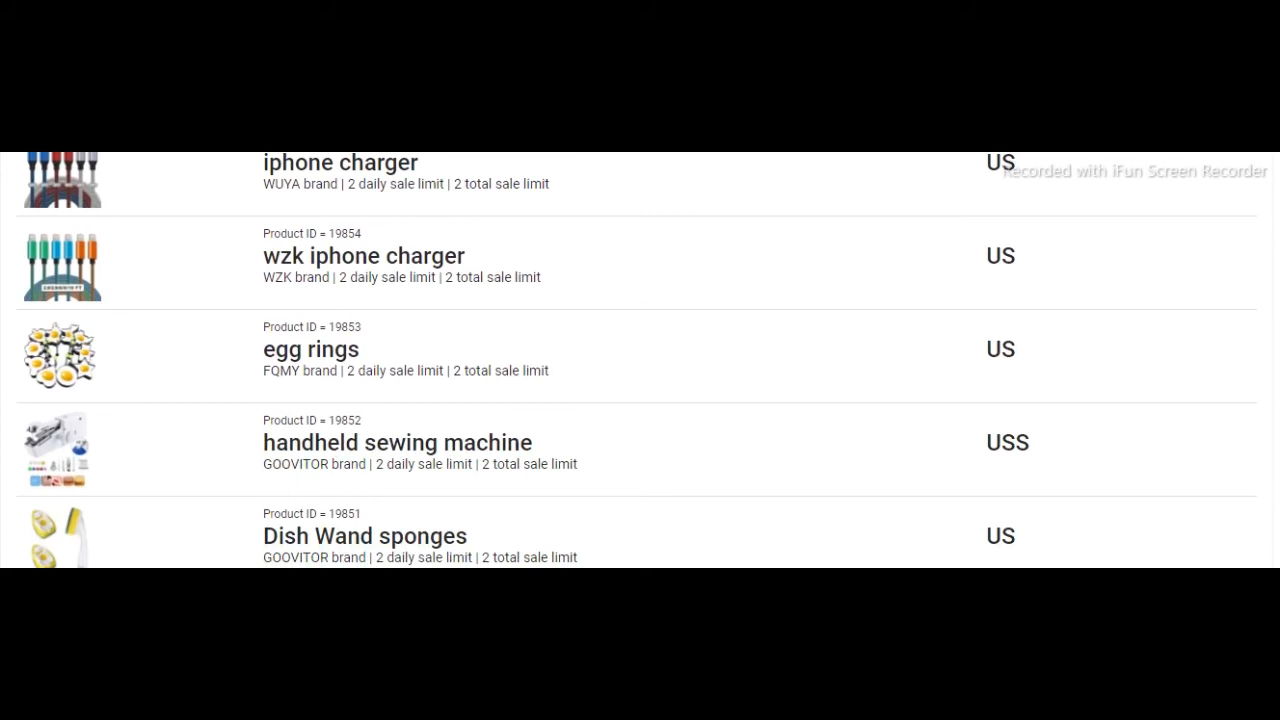 iphone charger
US
Recorded with iFun Screen Recorder
WUYA brand | 2 daily sale limit | 2 total sale limit
Product ID = 19854
wzk iphone charger
US
WZK brand | 2 daily sale limit | 2 total sale limit
Product ID = 19853
egg rings
US
FQMY brand | 2 daily sale limit | 2 total sale limit
Product ID = 19852
handheld sewing machine
USS
GOOVITOR brand | 2 daily sale limit | 2 total sale limit
Product ID = 19851
Dish Wand sponges
US
GOOVITOR brand | 2 daily sale limit | 2 total sale limit